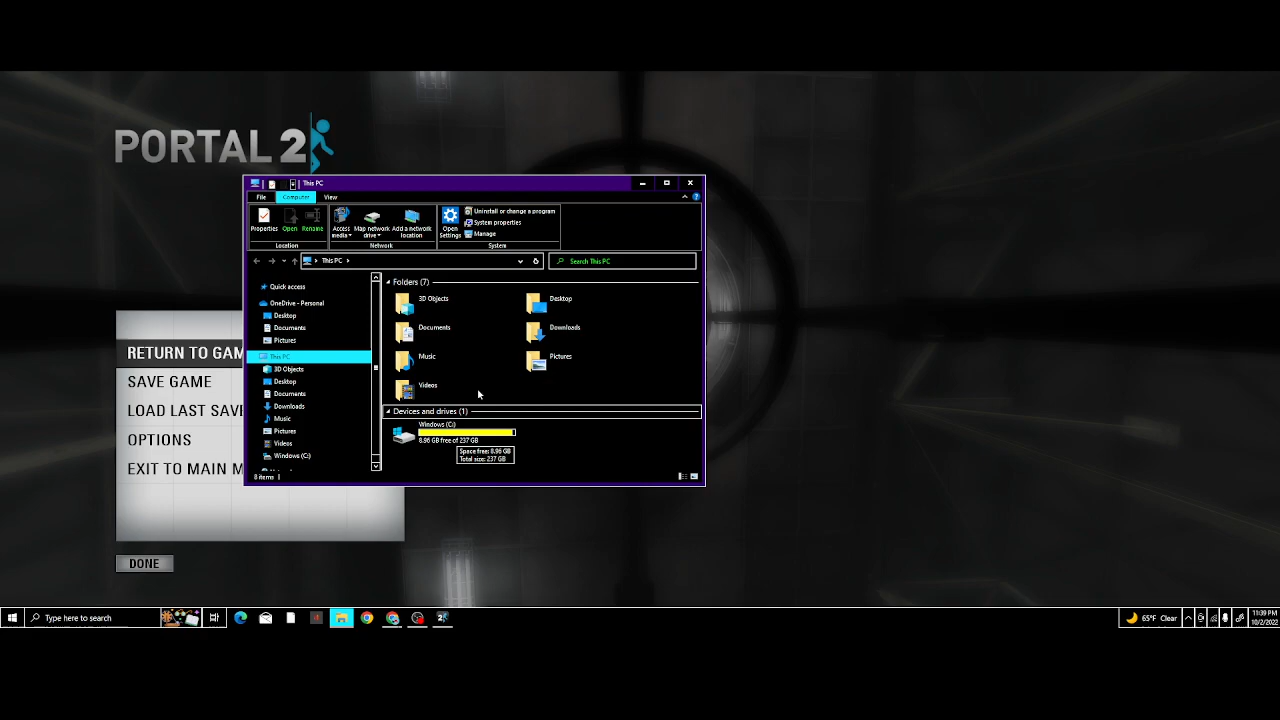 PORTAL 2
This PC
File Computer View
Properties Open Rename Access media Map network drive Add a network location Open Settings Uninstall or change a program
System properties
Manage
Location Network System
This PC
Search This PC
Quick access
OneDrive - Personal
Desktop
Documents
Pictures
This PC
3D Objects
Desktop
Documents
Downloads
Music
Pictures
Videos
Windows (C:)
Folders (7)
3D Objects Desktop
Documents Downloads
Music Pictures
Videos
Devices and drives (1)
Windows (C:)
8.96 GB free of 237 GB
Space free: 8.96 GB
Total size: 237 GB
8 items
RETURN TO GAM
SAVE GAME
LOAD LAST SAV
OPTIONS
EXIT TO MAIN M
DONE
Type here to search
65°F Clear
11:39 PM
10/2/2022